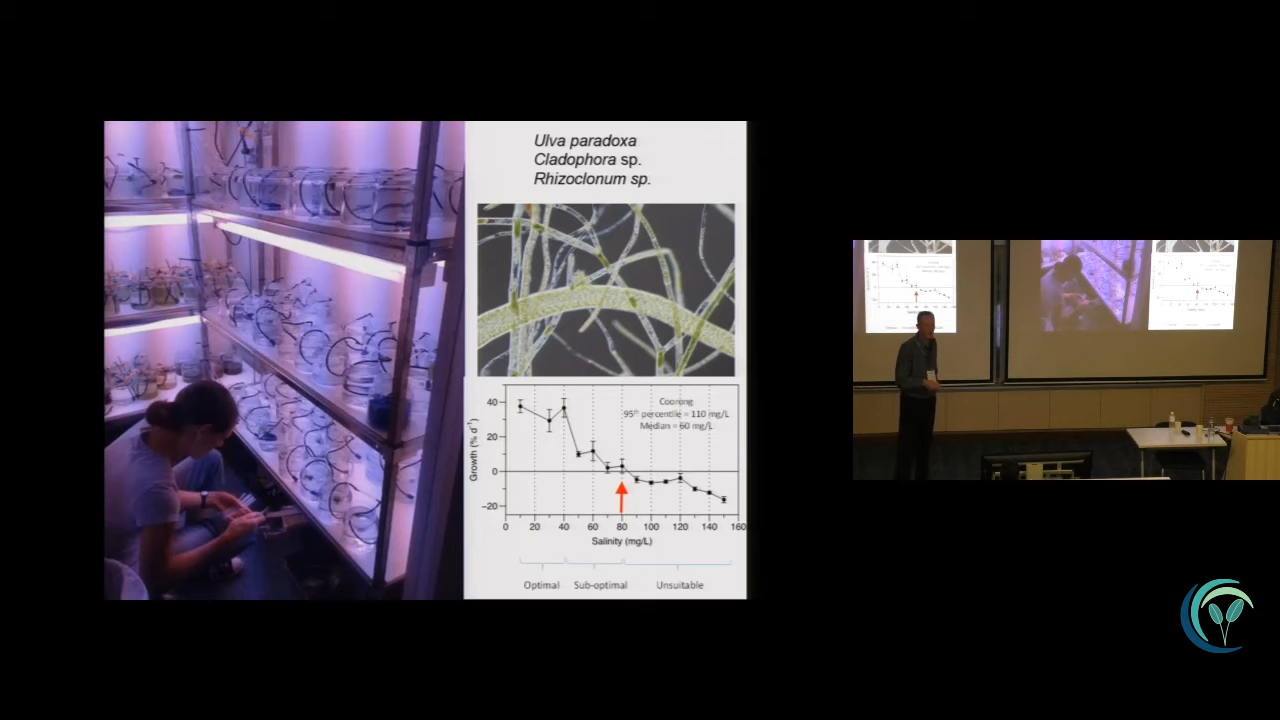 Ulva paradoxa
Cladophora sp.
Rhizoclonum sp.
Coorong
95th percentile = 110 mg/L
Median = 60 mg/L
Growth (% d-1)
40
20
0
-20
0 20 40 60 80 100 120 140 160
Salinity (mg/L)
Optimal Sub-optimal Unsuitable